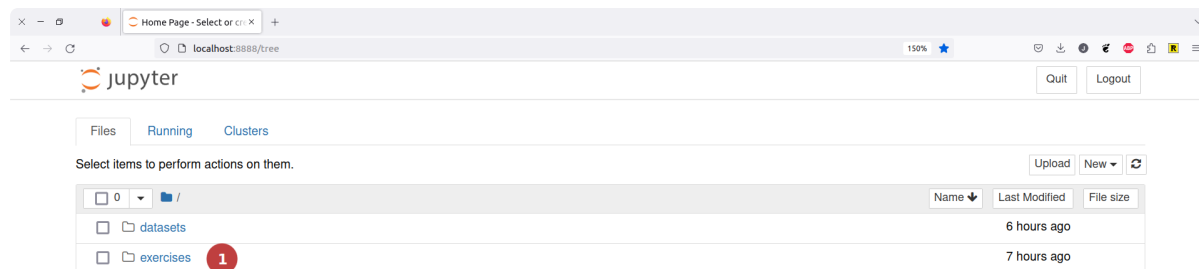 Home Page - Select or cre
localhost:8888/tree
150%
ABP
R
jupyter
Quit
Logout
Files
Running
Clusters
Select items to perform actions on them.
Upload
New
0
/
Name
Last Modified
File size
datasets
6 hours ago
exercises
1
7 hours ago